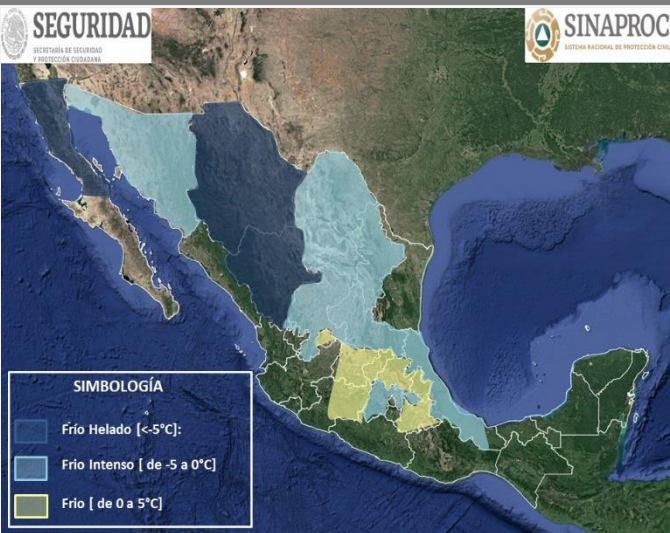 SEGURIDAD
SECRETARÍA DE SEGURIDAD
Y PROTECCIÓN CIUDADANA
SINAPROC
SISTEMA NACIONAL DE PROTECCIÓN CIVIL
SIMBOLOGÍA
Frío Helado [<-5°C]:
Frio Intenso [ de -5 a 0°C]
Frio [ de 0 a 5°C]